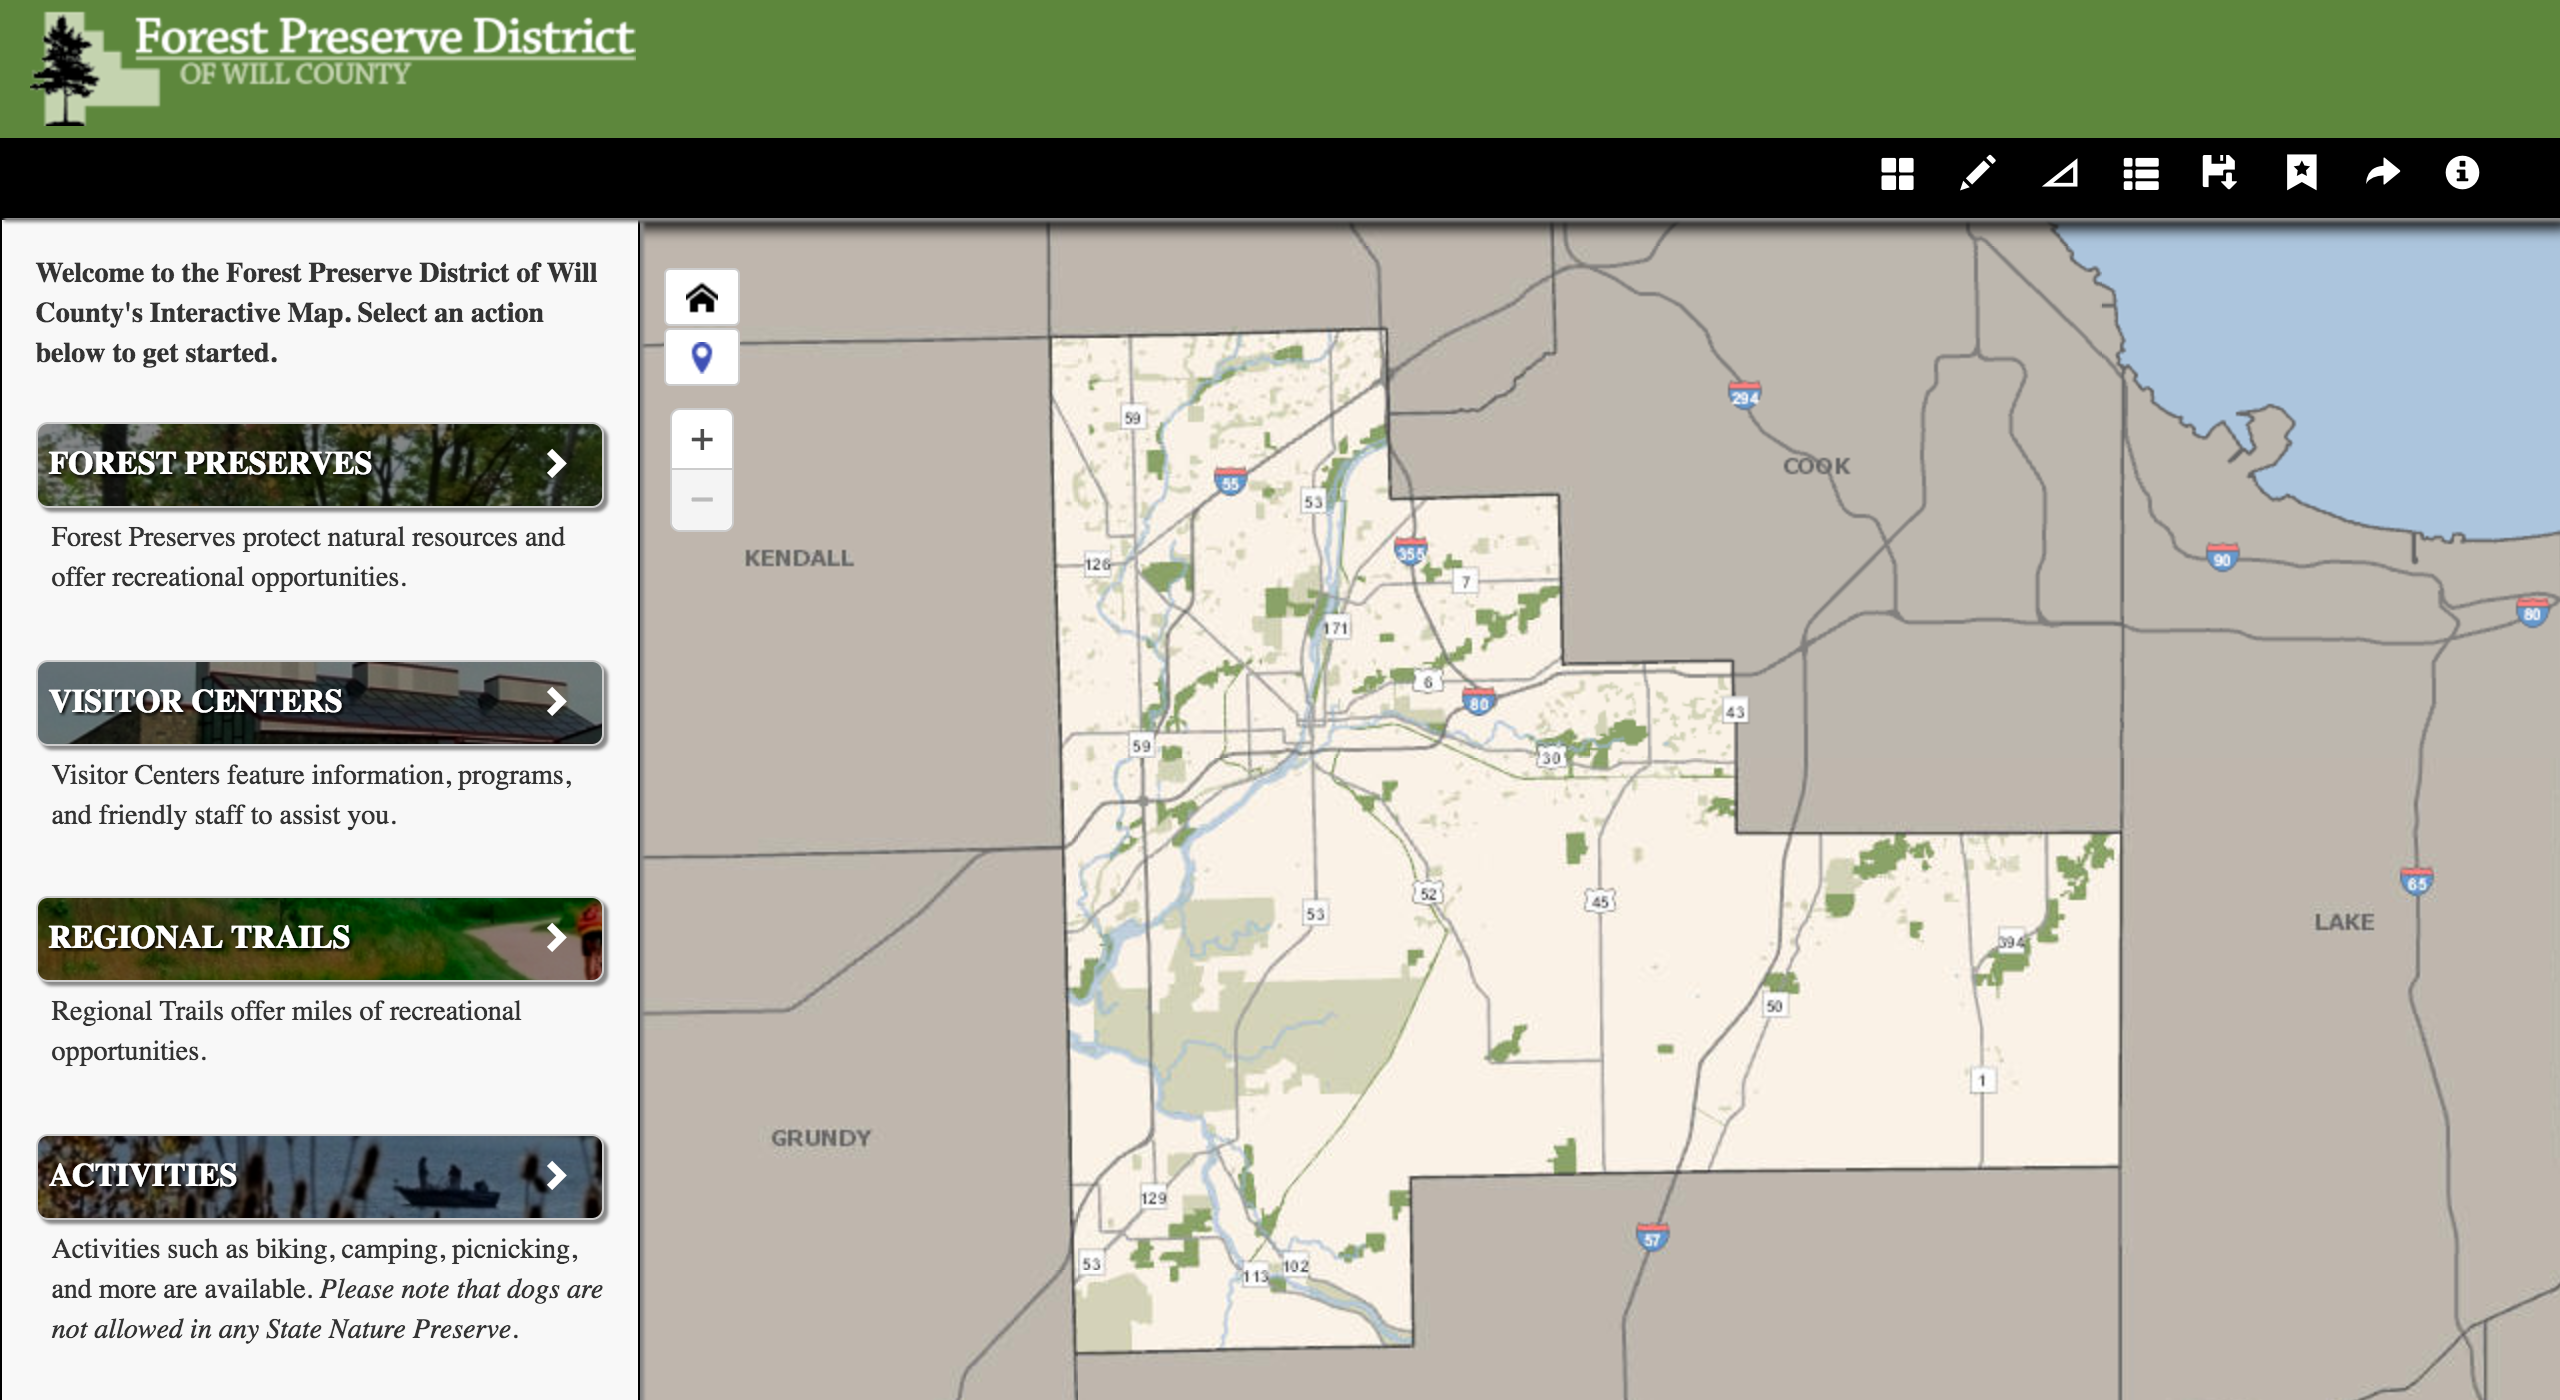 Forest Preserve District
OF WILL COUNTY
Welcome to the Forest Preserve District of Will
County's Interactive Map. Select an action
below to get started.
FOREST PRESERVES
Forest Preserves protect natural resources and
offer recreational opportunities.
VISITOR CENTERS
Visitor Centers feature information, programs,
and friendly staff to assist you.
REGIONAL TRAILS
Regional Trails offer miles of recreational
opportunities.
ACTIVITIES
Activities such as biking, camping, picnicking,
and more are available. Please note that dogs are
not allowed in any State Nature Preserve.
+
−
294
59
COOK
55
53
KENDALL
126
355
7
90
80
171
6
80
43
59
30
65
52
45
53
LAKE
394
50
1
GRUNDY
129
57
53
113
102